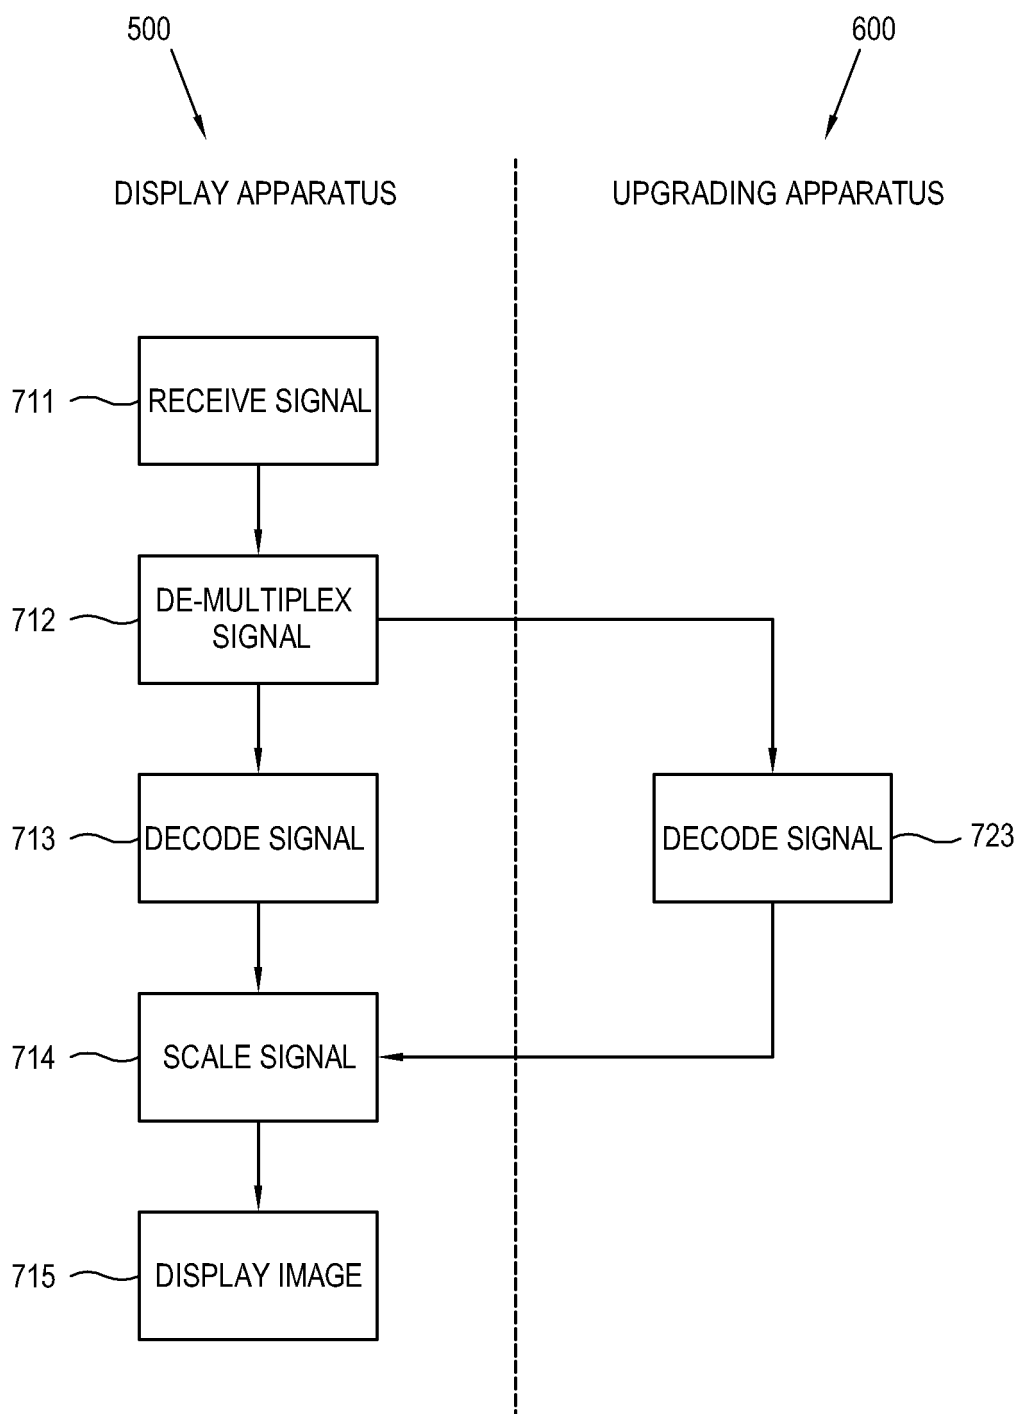 500
600
DISPLAY APPARATUS
UPGRADING APPARATUS
711
RECEIVE SIGNAL
712
DE-MULTIPLEX
SIGNAL
713
DECODE SIGNAL
DECODE SIGNAL
723
714
SCALE SIGNAL
715
DISPLAY IMAGE